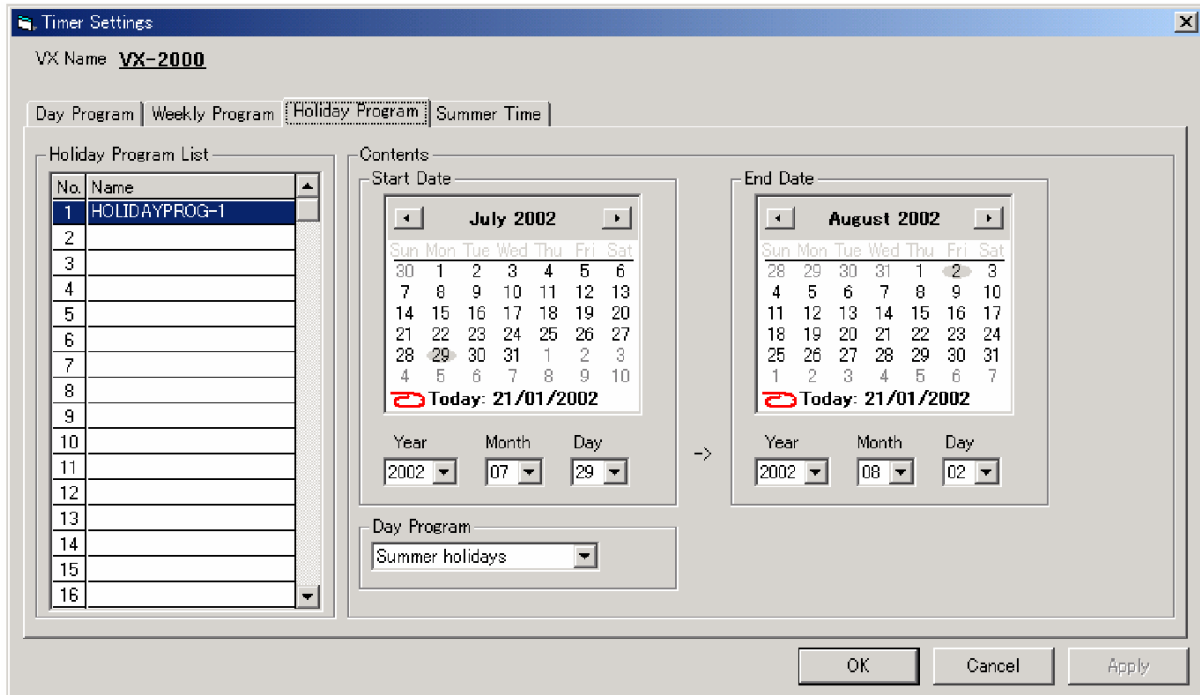 Timer Settings
VX Name VX-2000
Day Program Weekly Program Holiday Program Summer Time
Holiday Program List
No. Name
1 HOLIDAYPROG-1
2
3
4
5
6
7
8
9
10
11
12
13
14
15
16
Contents
Start Date
July 2002
Sun Mon Tue Wed Thu Fri Sat
30 1 2 3 4 5 6
7 8 9 10 11 12 13
14 15 16 17 18 19 20
21 22 23 24 25 26 27
28 29 30 31 1 2 3
4 5 6 7 8 9 10
Today: 21/01/2002
Year Month Day
2002 07 29
->
End Date
August 2002
Sun Mon Tue Wed Thu Fri Sat
28 29 30 31 1 2 3
4 5 6 7 8 9 10
11 12 13 14 15 16 17
18 19 20 21 22 23 24
25 26 27 28 29 30 31
1 2 3 4 5 6 7
Today: 21/01/2002
Year Month Day
2002 08 02
Day Program
Summer holidays
OK Cancel Apply